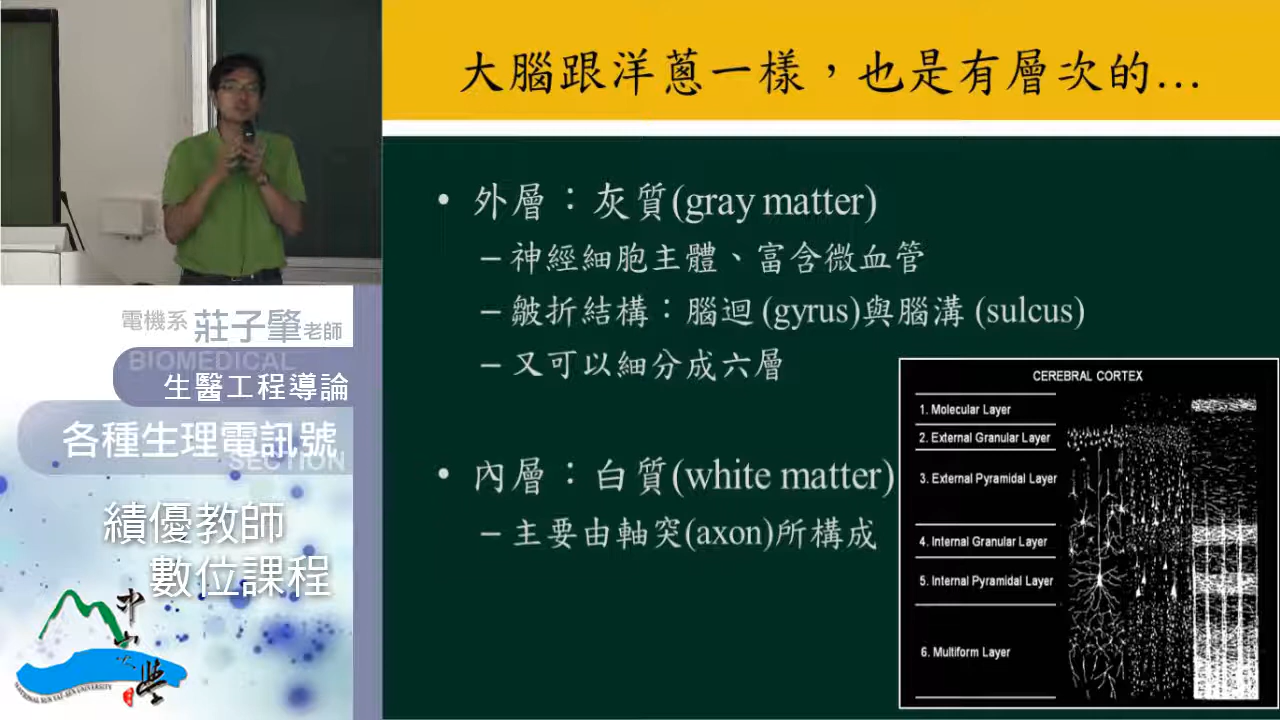 大腦跟洋蔥一樣，也是有層次的...
• 外層：灰質(gray matter)
–神經細胞主體、富含微血管
–皺折結構：腦迴 (gyrus)與腦溝 (sulcus)
–又可以細分成六層
• 內層：白質(white matter)
–主要由軸突(axon)所構成
CEREBRAL CORTEX
1. Molecular Layer
2. External Granular Layer
3. External Pyramidal Layer
4. Internal Granular Layer
5. Internal Pyramidal Layer
6. Multiform Layer
電機系 莊子肇老師
BIOMEDICAL
生醫工程導論
各種生理電訊號
SECTION
績優教師
數位課程
中山大學
NATIONAL SUN YAT-SEN UNIVERSITY